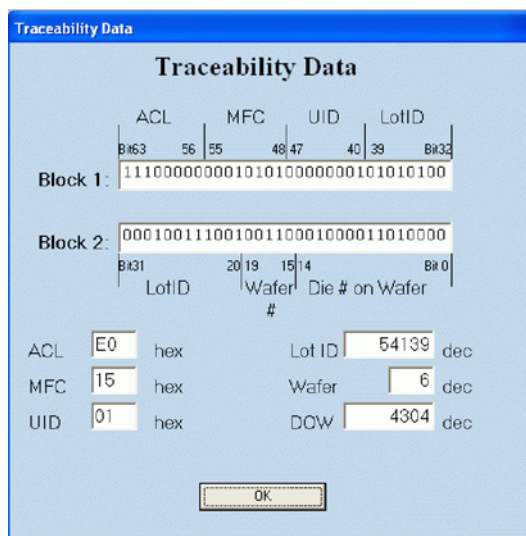 Traceability Data
Traceability Data
ACL MFC UID LotID
Bit63 56 55 48 47 40 39 Bit32
Block 1: 11100000000101010000000101010100
Block 2: 00010011100100110001000011010000
Bit31 20 19 15 14 Bit 0
LotID Wafer # Die # on Wafer
ACL E0 hex Lot ID 54139 dec
MFC 15 hex Wafer 6 dec
UID 01 hex DOW 4304 dec
OK